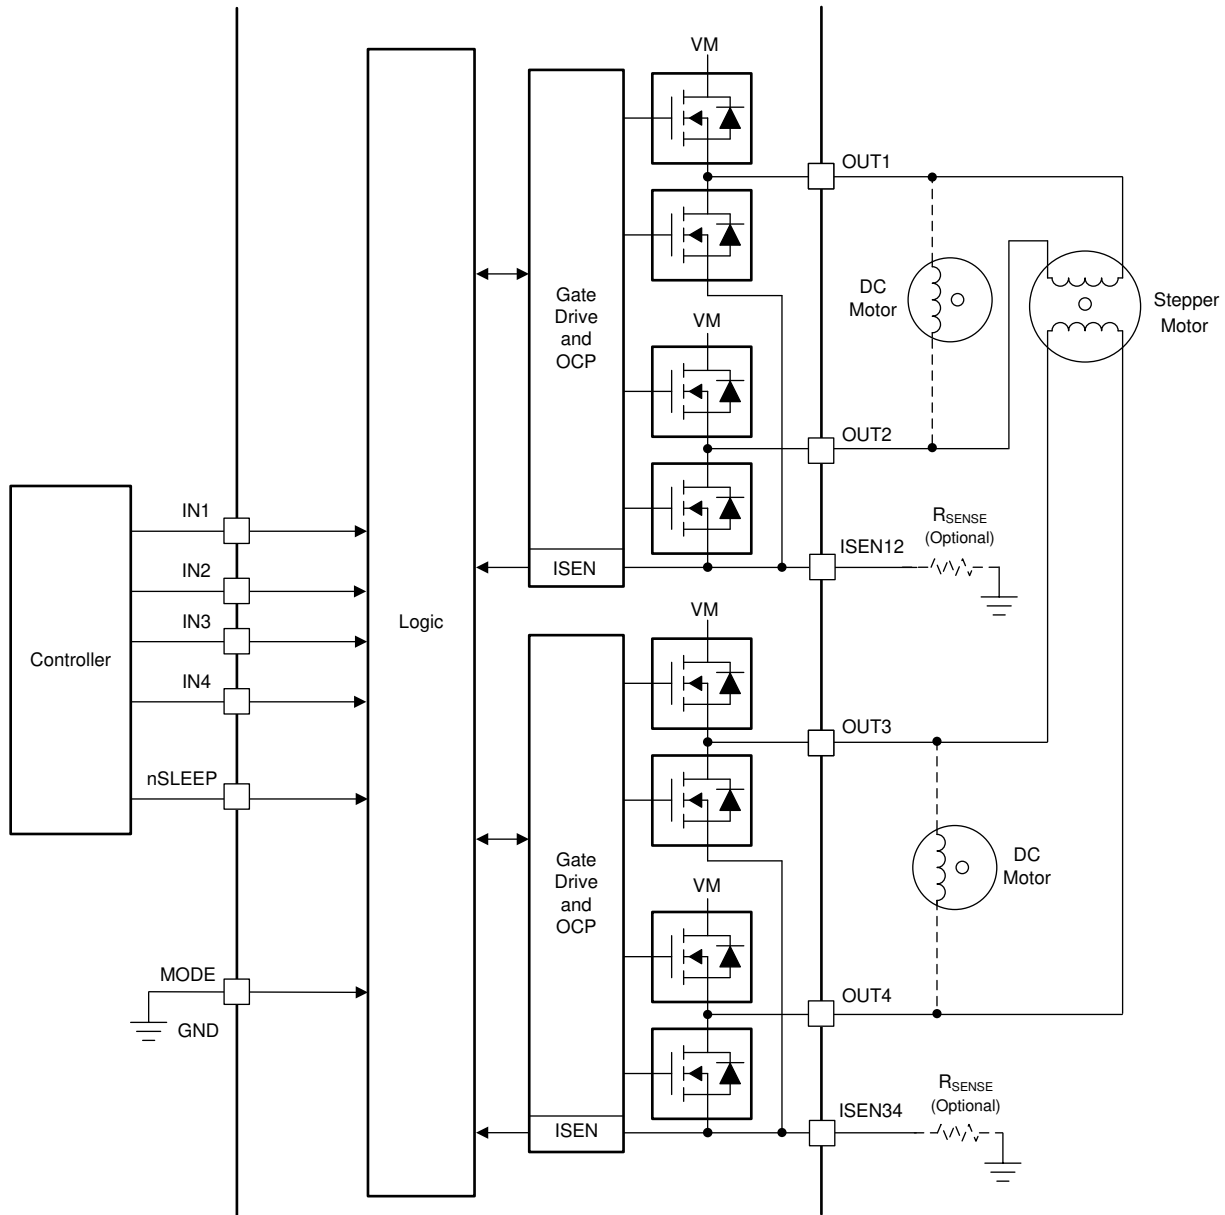 VM
OUT1
DC
Motor
Stepper
Motor
Gate
Drive
and
OCP
VM
OUT2
IN1
IN2
IN3
IN4
nSLEEP
Controller
Logic
ISEN
ISEN12
RSENSE
(Optional)
VM
OUT3
Gate
Drive
and
OCP
DC
Motor
VM
MODE
GND
OUT4
ISEN
ISEN34
RSENSE
(Optional)